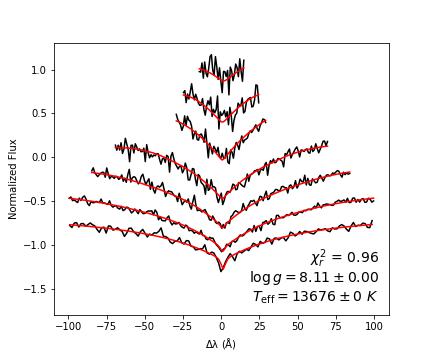 1.0
0.5
0.0
−0.5
−1.0
−1.5
Normalized Flux
χ²ᵣ = 0.96
log g = 8.11 ± 0.00
T_eff = 13676 ± 0 K
−100 −75 −50 −25 0 25 50 75 100
Δλ (Å)